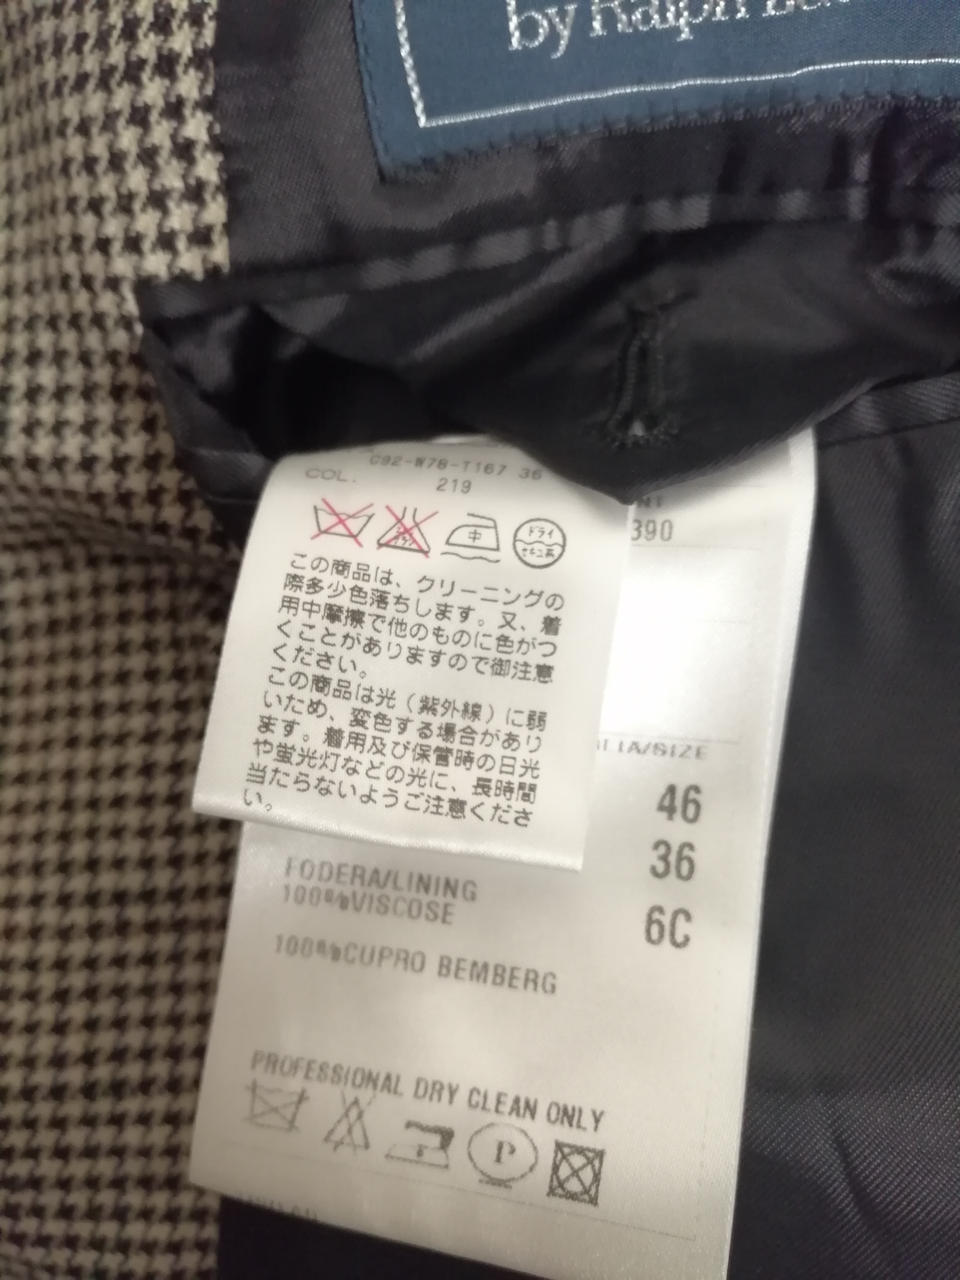 by Ralph
C92-W78-T167 36
COL. 219
中
ドライ
セキユ系
この商品は、クリーニングの
際多少色落ちします。又、着
用中摩擦で他のものに色がつ
くことがありますので御注意
ください。
この商品は光（紫外線）に弱
いため、変色する場合があり
ます。着用及び保管時の日光
や蛍光灯などの光に、長時間
当たらないようご注意くださ
い。
390
/SIZE
46
36
6C
FODERA/LINING
100%VISCOSE
100%CUPRO BEMBERG
PROFESSIONAL DRY CLEAN ONLY
P